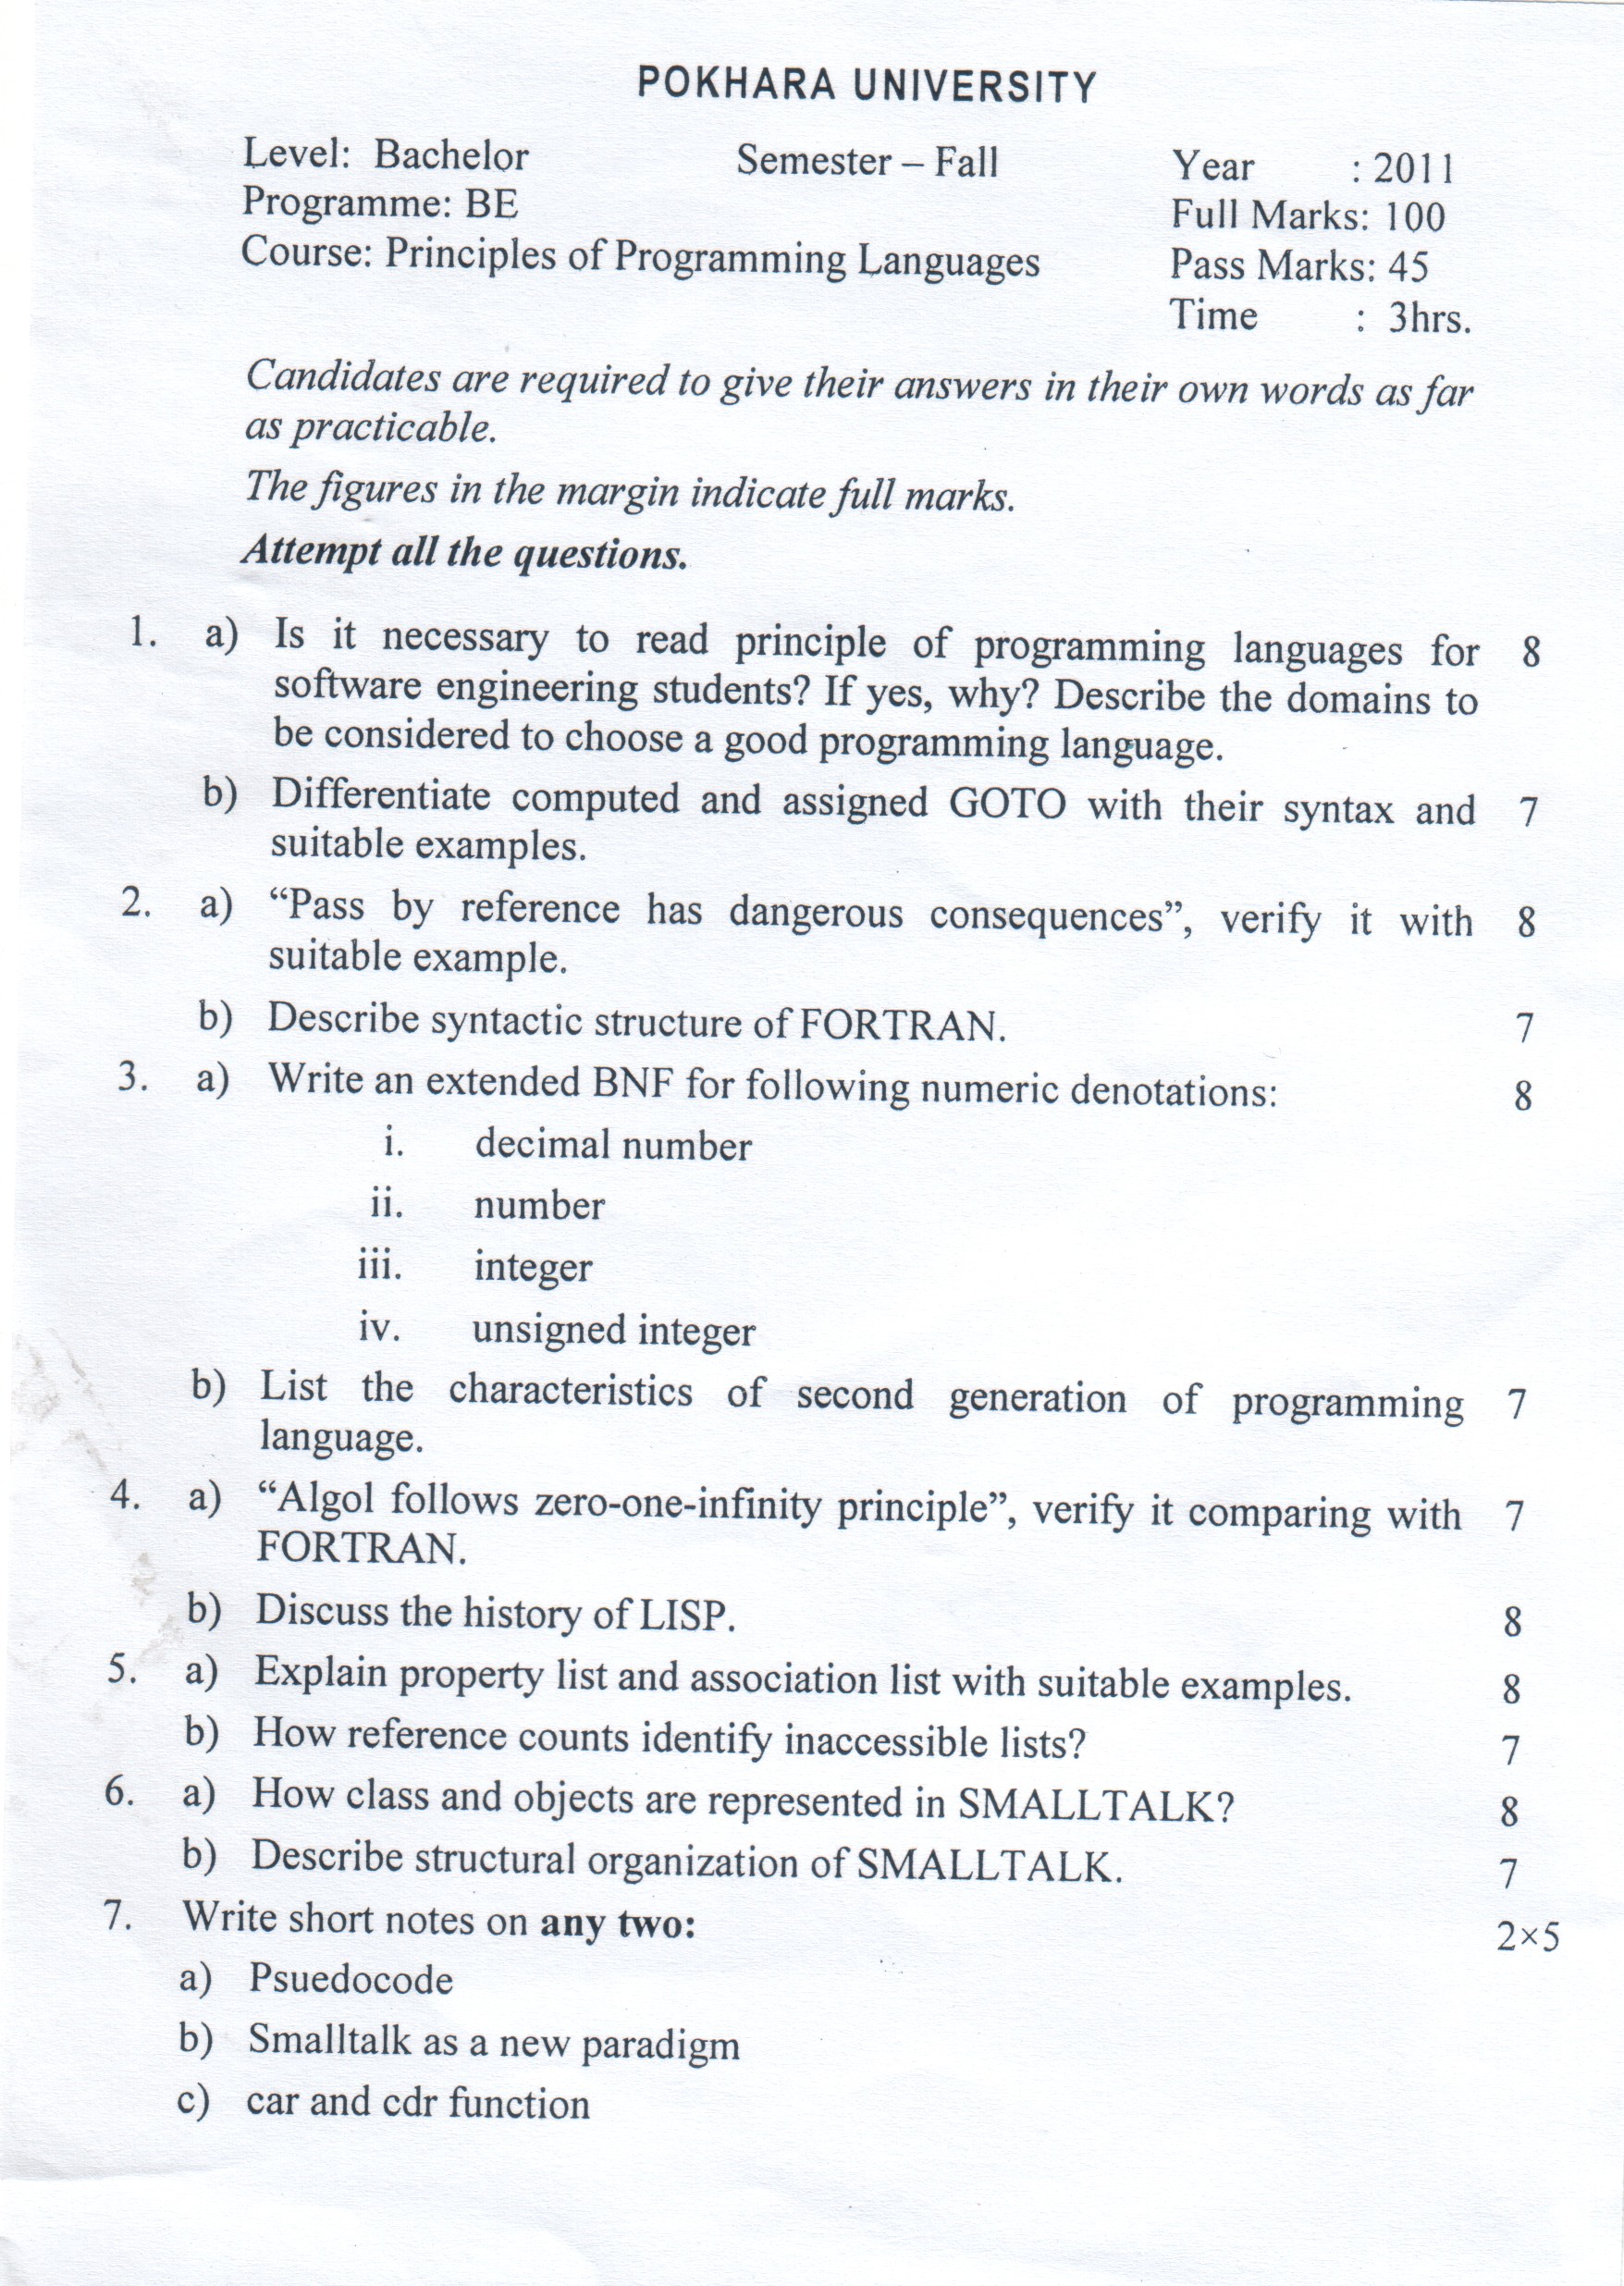 POKHARA UNIVERSITY
Level: Bachelor Semester – Fall Year : 2011
Programme: BE Full Marks: 100
Course: Principles of Programming Languages Pass Marks: 45
Time : 3hrs.
Candidates are required to give their answers in their own words as far
as practicable.
The figures in the margin indicate full marks.
Attempt all the questions.
1. a) Is it necessary to read principle of programming languages for 8
software engineering students? If yes, why? Describe the domains to
be considered to choose a good programming language.
b) Differentiate computed and assigned GOTO with their syntax and 7
suitable examples.
2. a) “Pass by reference has dangerous consequences”, verify it with 8
suitable example.
b) Describe syntactic structure of FORTRAN. 7
3. a) Write an extended BNF for following numeric denotations: 8
i. decimal number
ii. number
iii. integer
iv. unsigned integer
b) List the characteristics of second generation of programming 7
language.
4. a) “Algol follows zero-one-infinity principle”, verify it comparing with 7
FORTRAN.
b) Discuss the history of LISP. 8
5. a) Explain property list and association list with suitable examples. 8
b) How reference counts identify inaccessible lists? 7
6. a) How class and objects are represented in SMALLTALK? 8
b) Describe structural organization of SMALLTALK. 7
7. Write short notes on any two: 2×5
a) Psuedocode
b) Smalltalk as a new paradigm
c) car and cdr function